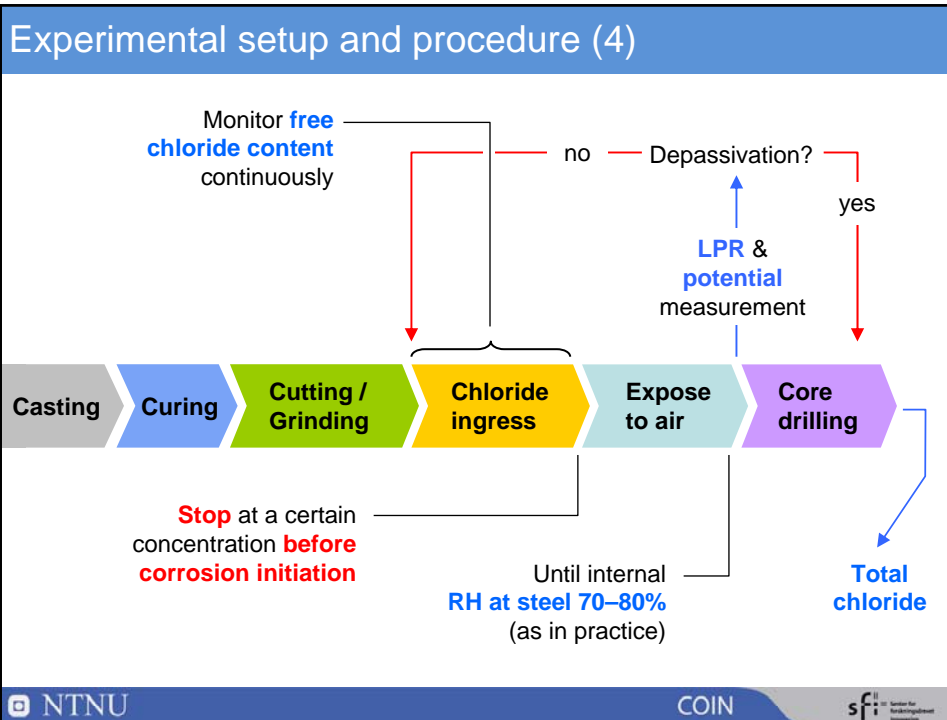 Experimental setup and procedure (4)
Monitor free
chloride content
continuously
no
Depassivation?
yes
LPR &
potential
measurement
Casting
Curing
Cutting /
Grinding
Chloride
ingress
Expose
to air
Core
drilling
Stop at a certain
concentration before
corrosion initiation
Until internal
RH at steel 70–80%
(as in practice)
Total
chloride
NTNU
COIN
sfi